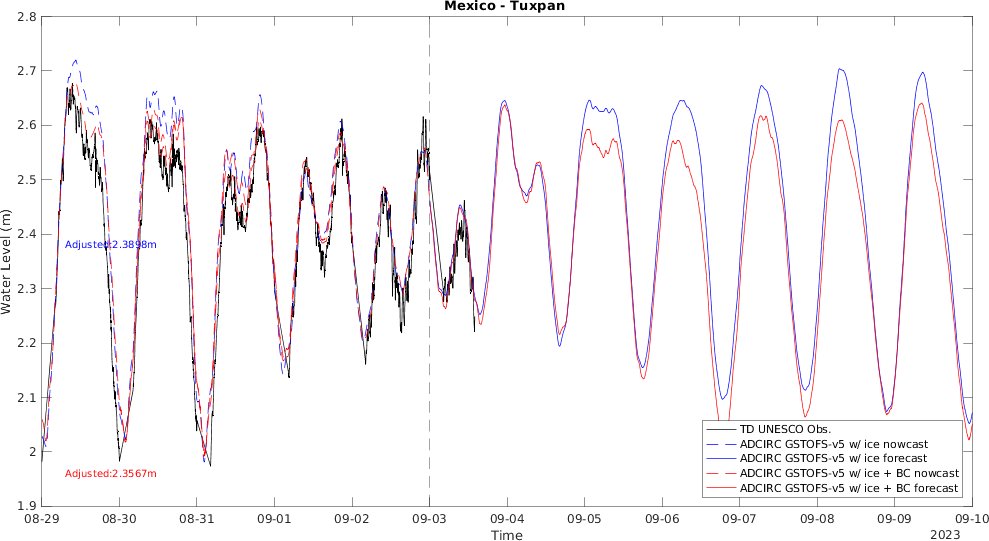 Mexico - Tuxpan
Water Level (m)
2.8
2.7
2.6
2.5
2.4
2.3
2.2
2.1
2
1.9
Adjusted:2.3898m
Adjusted:2.3567m
TD UNESCO Obs.
ADCIRC GSTOFS-v5 w/ ice nowcast
ADCIRC GSTOFS-v5 w/ ice forecast
ADCIRC GSTOFS-v5 w/ ice + BC nowcast
ADCIRC GSTOFS-v5 w/ ice + BC forecast
08-29 08-30 08-31 09-01 09-02 09-03 09-04 09-05 09-06 09-07 09-08 09-09 09-10
Time
2023